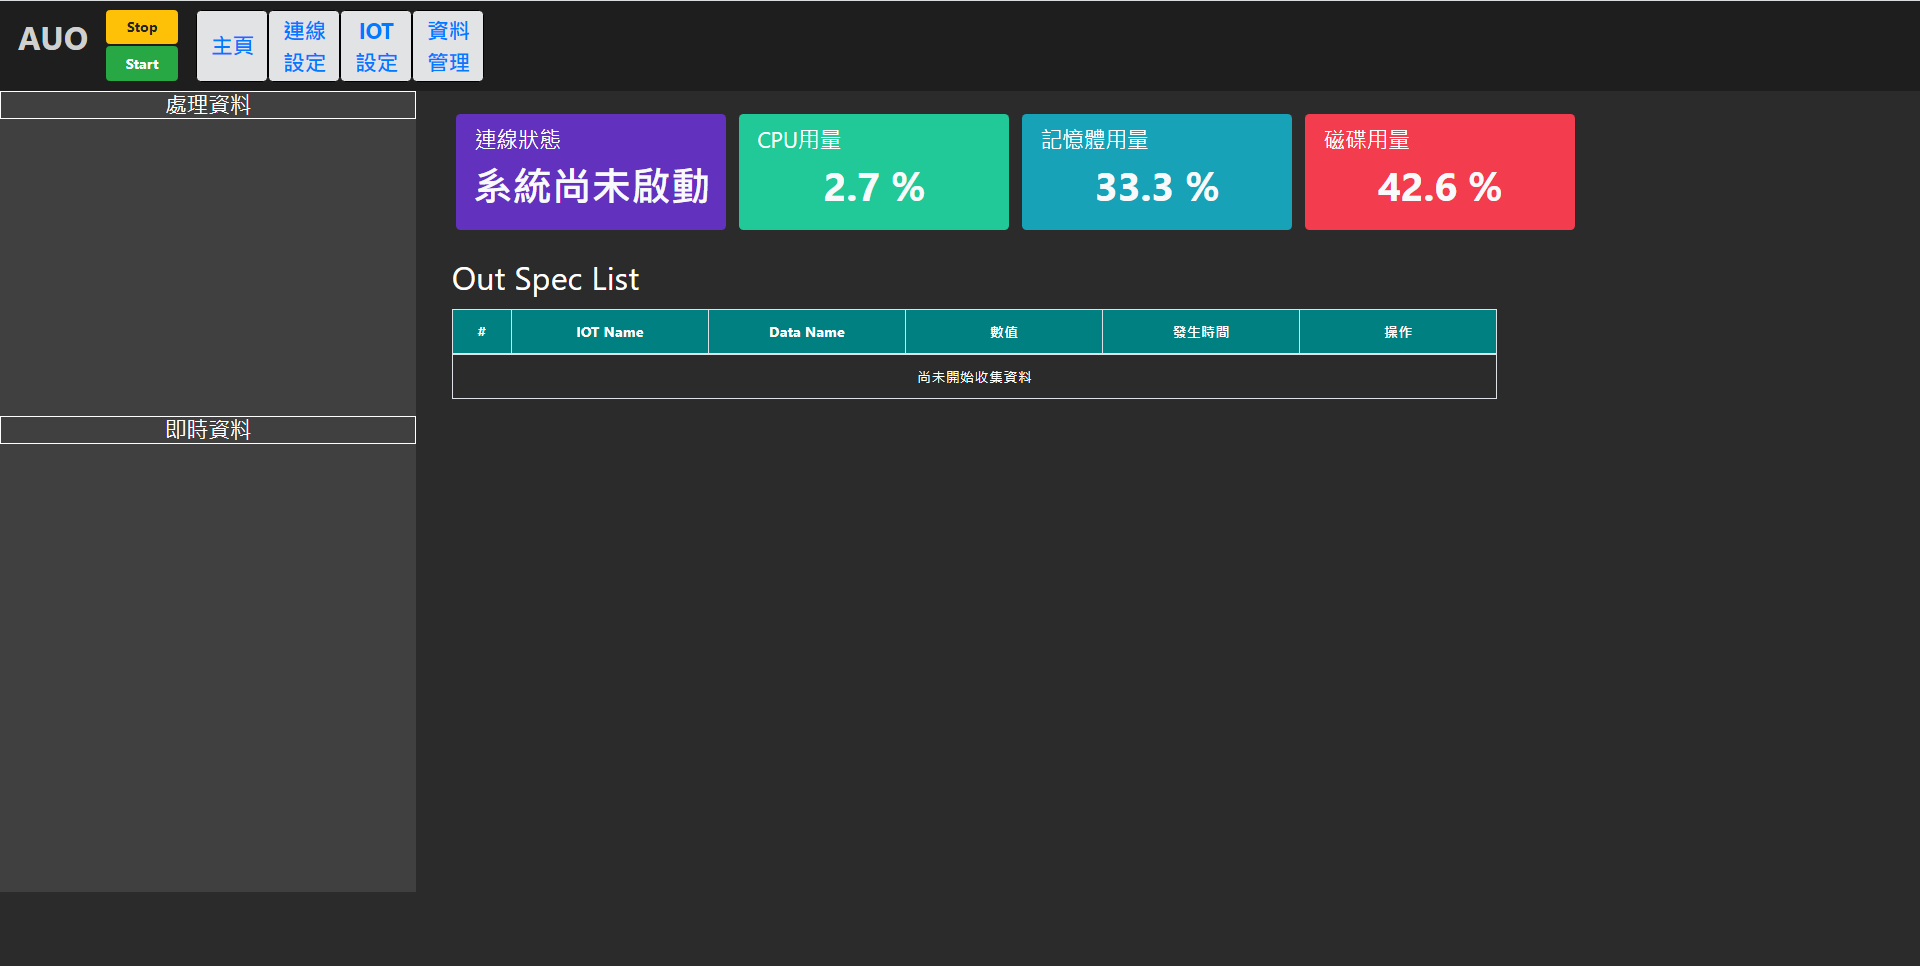 AUO
Stop
Start
主頁
連線
設定
IOT
設定
資料
管理
處理資料
即時資料
連線狀態
系統尚未啟動
CPU用量
2.7 %
記憶體用量
33.3 %
磁碟用量
42.6 %
Out Spec List
# IOT Name Data Name 數值 發生時間 操作
尚未開始收集資料